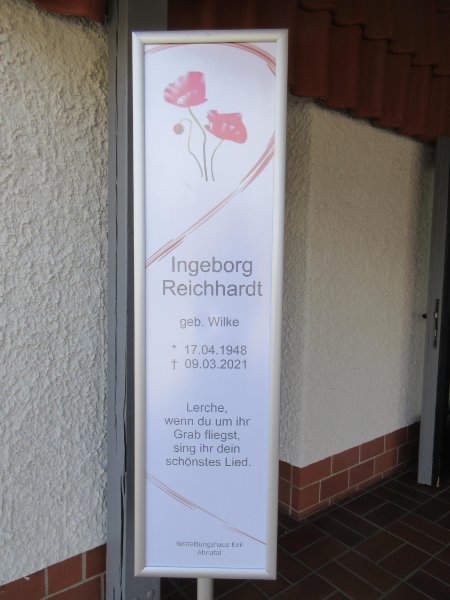 Ingeborg
Reichhardt
geb. Wilke
* 17.04.1948
† 09.03.2021
Lerche,
wenn du um ihr
Grab fliegst,
sing ihr dein
schönstes Lied.
Bestattungshaus Keil
Ahnatal